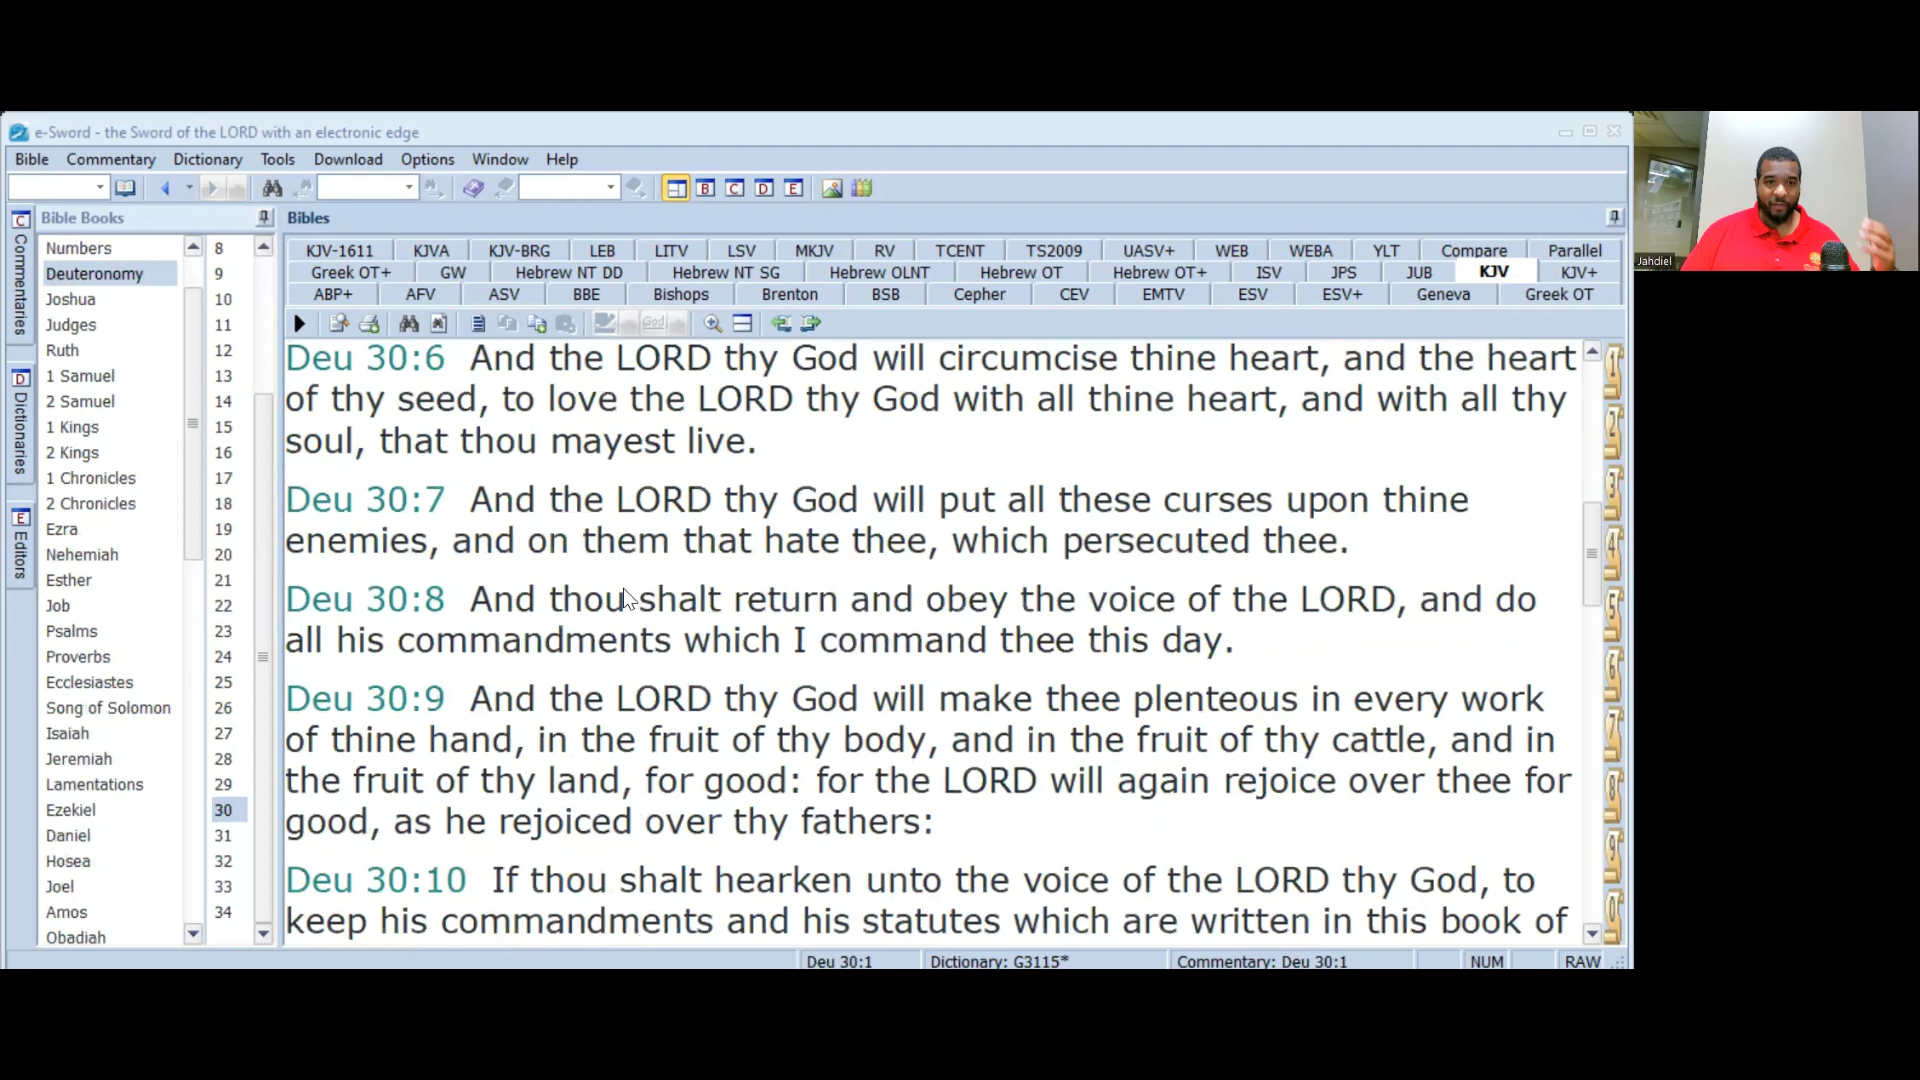 e-Sword - the Sword of the LORD with an electronic edge
Bible Commentary Dictionary Tools Download Options Window Help
B C D E
Bible Books
Bibles
C Commentaries
D Dictionaries
E Editors
Numbers
Deuteronomy
Joshua
Judges
Ruth
1 Samuel
2 Samuel
1 Kings
2 Kings
1 Chronicles
2 Chronicles
Ezra
Nehemiah
Esther
Job
Psalms
Proverbs
Ecclesiastes
Song of Solomon
Isaiah
Jeremiah
Lamentations
Ezekiel
Daniel
Hosea
Joel
Amos
Obadiah
8
9
10
11
12
13
14
15
16
17
18
19
20
21
22
23
24
25
26
27
28
29
30
31
32
33
34
KJV-1611 KJVA KJV-BRG LEB LITV LSV MKJV RV TCENT TS2009 UASV+ WEB WEBA YLT Compare Parallel
Greek OT+ GW Hebrew NT DD Hebrew NT SG Hebrew OLNT Hebrew OT Hebrew OT+ ISV JPS JUB KJV KJV+
ABP+ AFV ASV BBE Bishops Brenton BSB Cepher CEV EMTV ESV ESV+ Geneva Greek OT
God
Deu 30:6 And the LORD thy God will circumcise thine heart, and the heart
of thy seed, to love the LORD thy God with all thine heart, and with all thy
soul, that thou mayest live.
Deu 30:7 And the LORD thy God will put all these curses upon thine
enemies, and on them that hate thee, which persecuted thee.
Deu 30:8 And thou shalt return and obey the voice of the LORD, and do
all his commandments which I command thee this day.
Deu 30:9 And the LORD thy God will make thee plenteous in every work
of thine hand, in the fruit of thy body, and in the fruit of thy cattle, and in
the fruit of thy land, for good: for the LORD will again rejoice over thee for
good, as he rejoiced over thy fathers:
Deu 30:10 If thou shalt hearken unto the voice of the LORD thy God, to
keep his commandments and his statutes which are written in this book of
1
2
3
4
5
6
7
8
9
0
Deu 30:1 Dictionary: G3115* Commentary: Deu 30:1 NUM RAW
Jahdiel